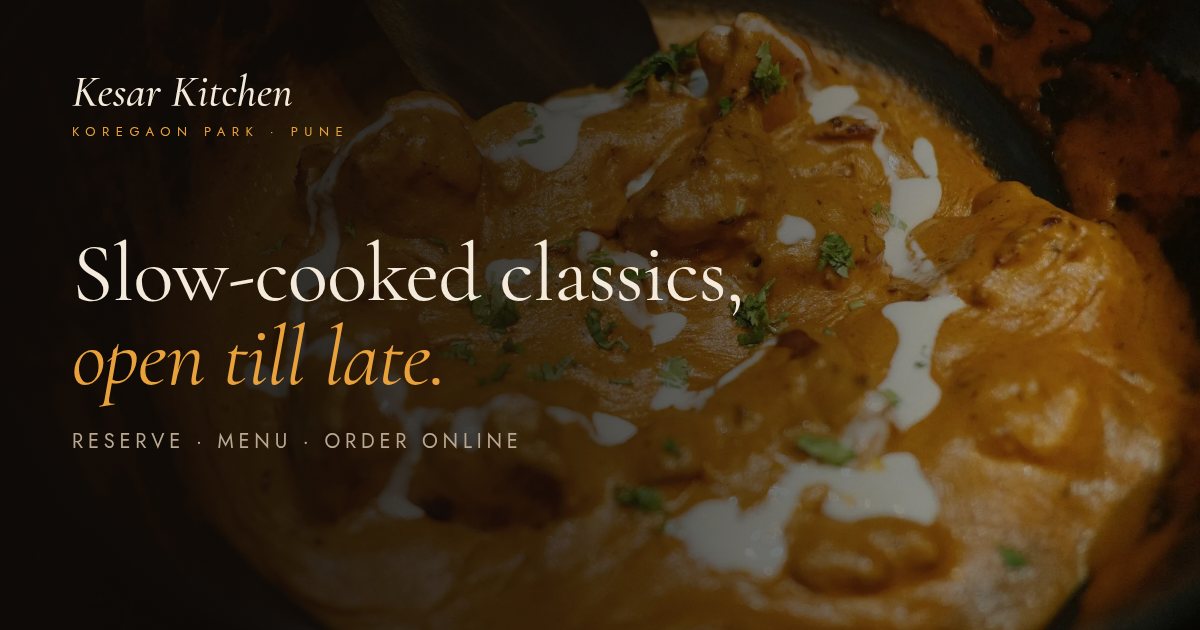 Kesar Kitchen
KOREGAON PARK · PUNE
Slow-cooked classics,
open till late.
RESERVE · MENU · ORDER ONLINE